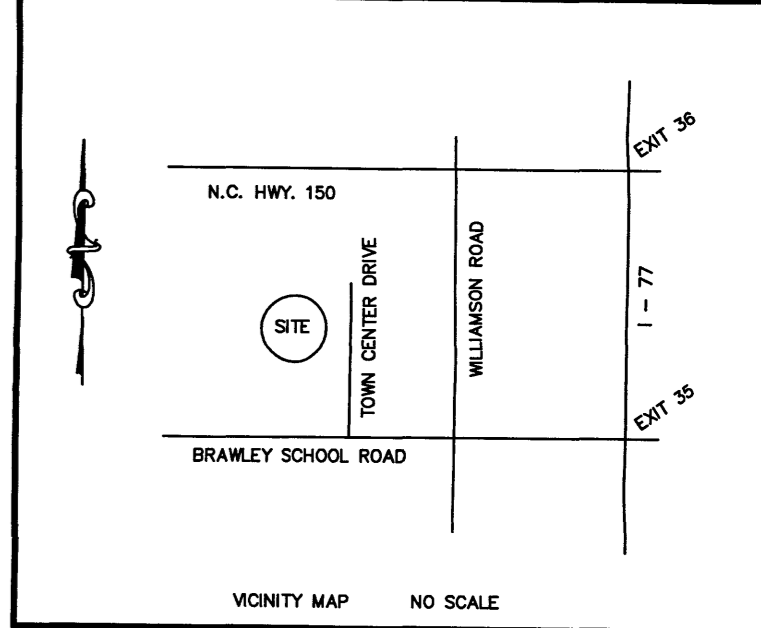 EXIT 36
N.C. HWY. 150
TOWN CENTER DRIVE
WILLIAMSON ROAD
I - 77
SITE
EXIT 35
BRAWLEY SCHOOL ROAD
VICINITY MAP NO SCALE